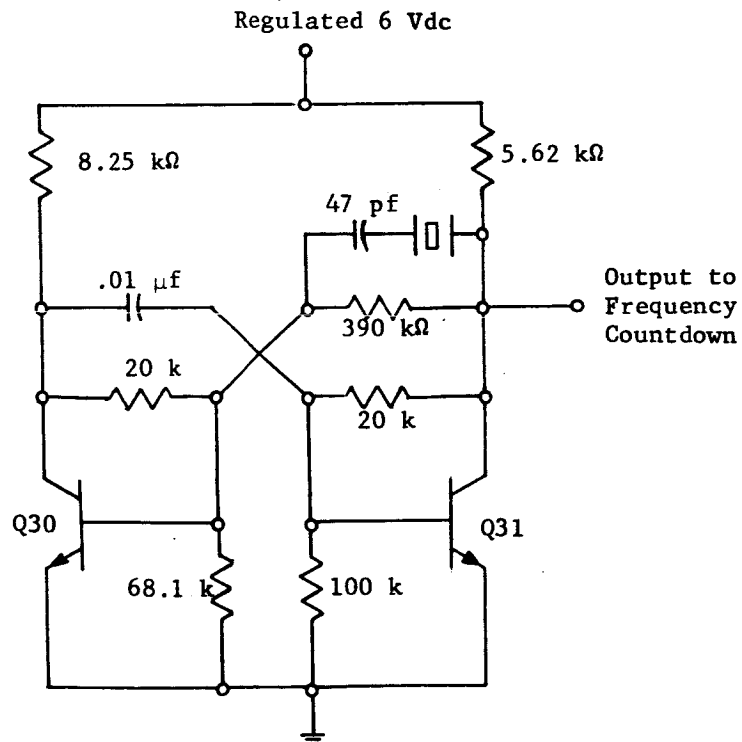 Regulated 6 Vdc
8.25 kΩ
5.62 kΩ
47 pf
.01 μf
390 kΩ
Output to
Frequency
Countdown
20 k
20 k
Q30
Q31
68.1 k
100 k